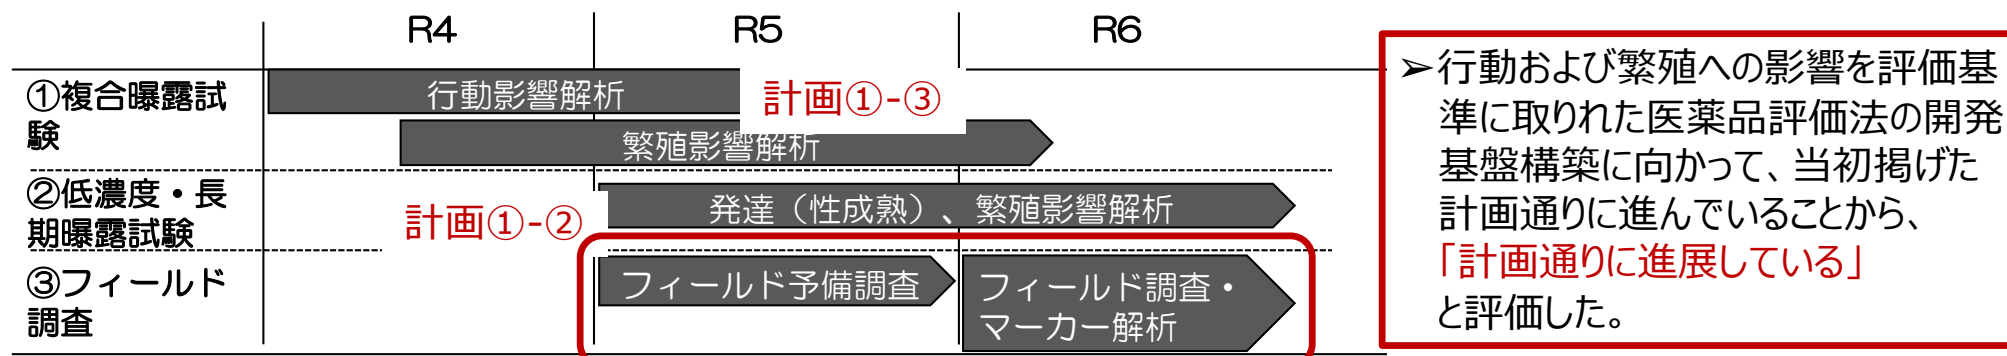 R4
R5
R6
①複合曝露試
験
行動影響解析
計画①-③
繁殖影響解析
②低濃度・長
期曝露試験
計画①-②
発達（性成熟）、繁殖影響解析
③フィールド
調査
フィールド予備調査
フィールド調査・
マーカー解析
➢行動および繁殖への影響を評価基
準に取りれた医薬品評価法の開発
基盤構築に向かって、当初掲げた
計画通りに進んでいることから、
「計画通りに進展している」
と評価した。